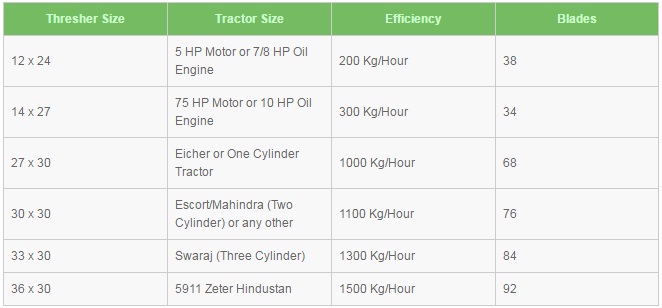 Thresher Size Tractor Size Efficiency Blades
12 x 24 5 HP Motor or 7/8 HP Oil Engine 200 Kg/Hour 38
14 x 27 75 HP Motor or 10 HP Oil Engine 300 Kg/Hour 34
27 x 30 Eicher or One Cylinder Tractor 1000 Kg/Hour 68
30 x 30 Escort/Mahindra (Two Cylinder) or any other 1100 Kg/Hour 76
33 x 30 Swaraj (Three Cylinder) 1300 Kg/Hour 84
36 x 30 5911 Zeter Hindustan 1500 Kg/Hour 92